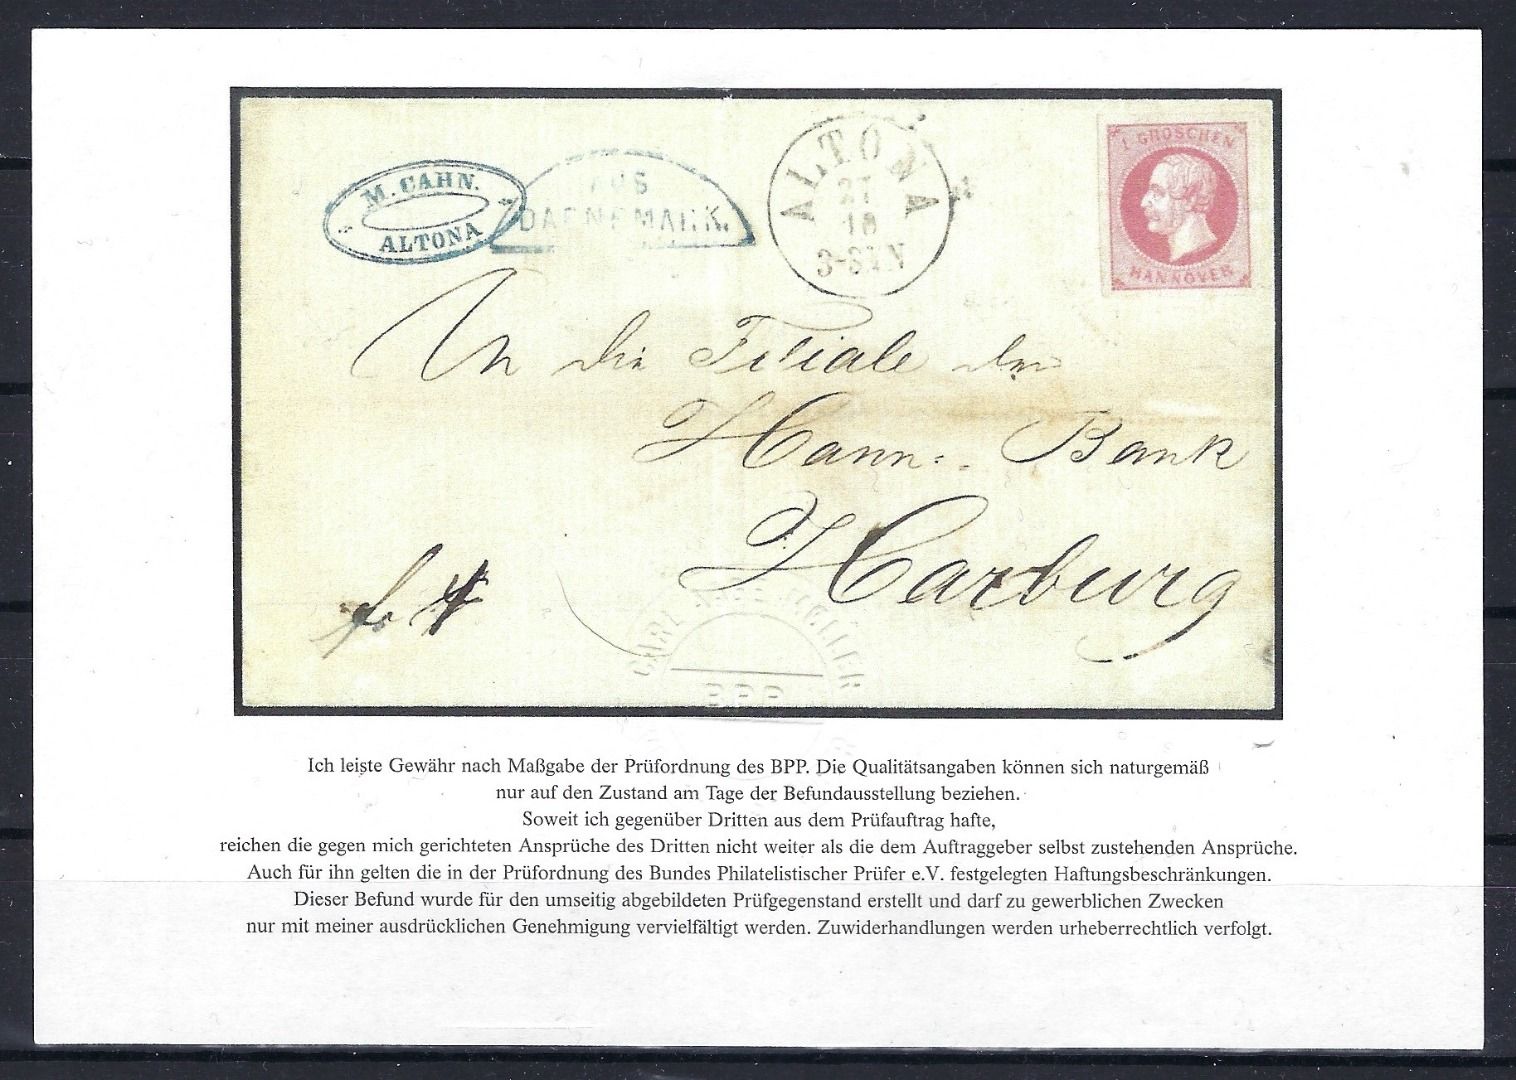 M. CAHN.
ALTONA
AUS
DAENEMARK.
ALTONA
27
10
1 GROSCHEN
HANNOVER
An die Filiale der
Hann: Bank
Harburg
CARL
BPP
Ich leiste Gewähr nach Maßgabe der Prüfordnung des BPP. Die Qualitätsangaben können sich naturgemäß
nur auf den Zustand am Tage der Befundausstellung beziehen.
Soweit ich gegenüber Dritten aus dem Prüfauftrag hafte,
reichen die gegen mich gerichteten Ansprüche des Dritten nicht weiter als die dem Auftraggeber selbst zustehenden Ansprüche.
Auch für ihn gelten die in der Prüfordnung des Bundes Philatelistischer Prüfer e.V. festgelegten Haftungsbeschränkungen.
Dieser Befund wurde für den umseitig abgebildeten Prüfgegenstand erstellt und darf zu gewerblichen Zwecken
nur mit meiner ausdrücklichen Genehmigung vervielfältigt werden. Zuwiderhandlungen werden urheberrechtlich verfolgt.